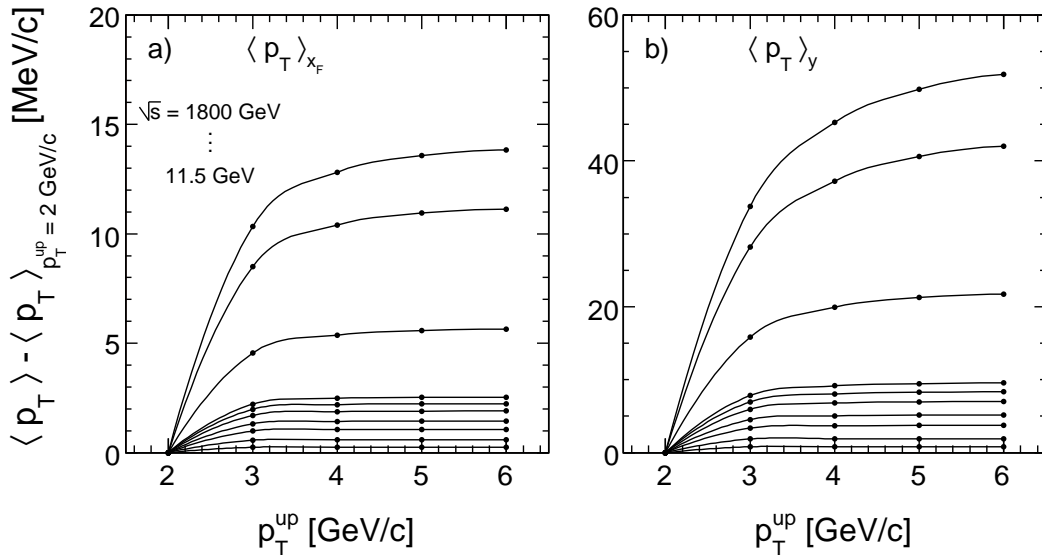 ⟨ p_T ⟩ - ⟨ p_T ⟩_{p_T^{up} = 2 GeV/c} [MeV/c]
a) ⟨ p_T ⟩_{x_F}
√s = 1800 GeV
⋮
11.5 GeV
0 5 10 15 20
2 3 4 5 6
p_T^{up} [GeV/c]
b) ⟨ p_T ⟩_y
0 20 40 60
2 3 4 5 6
p_T^{up} [GeV/c]